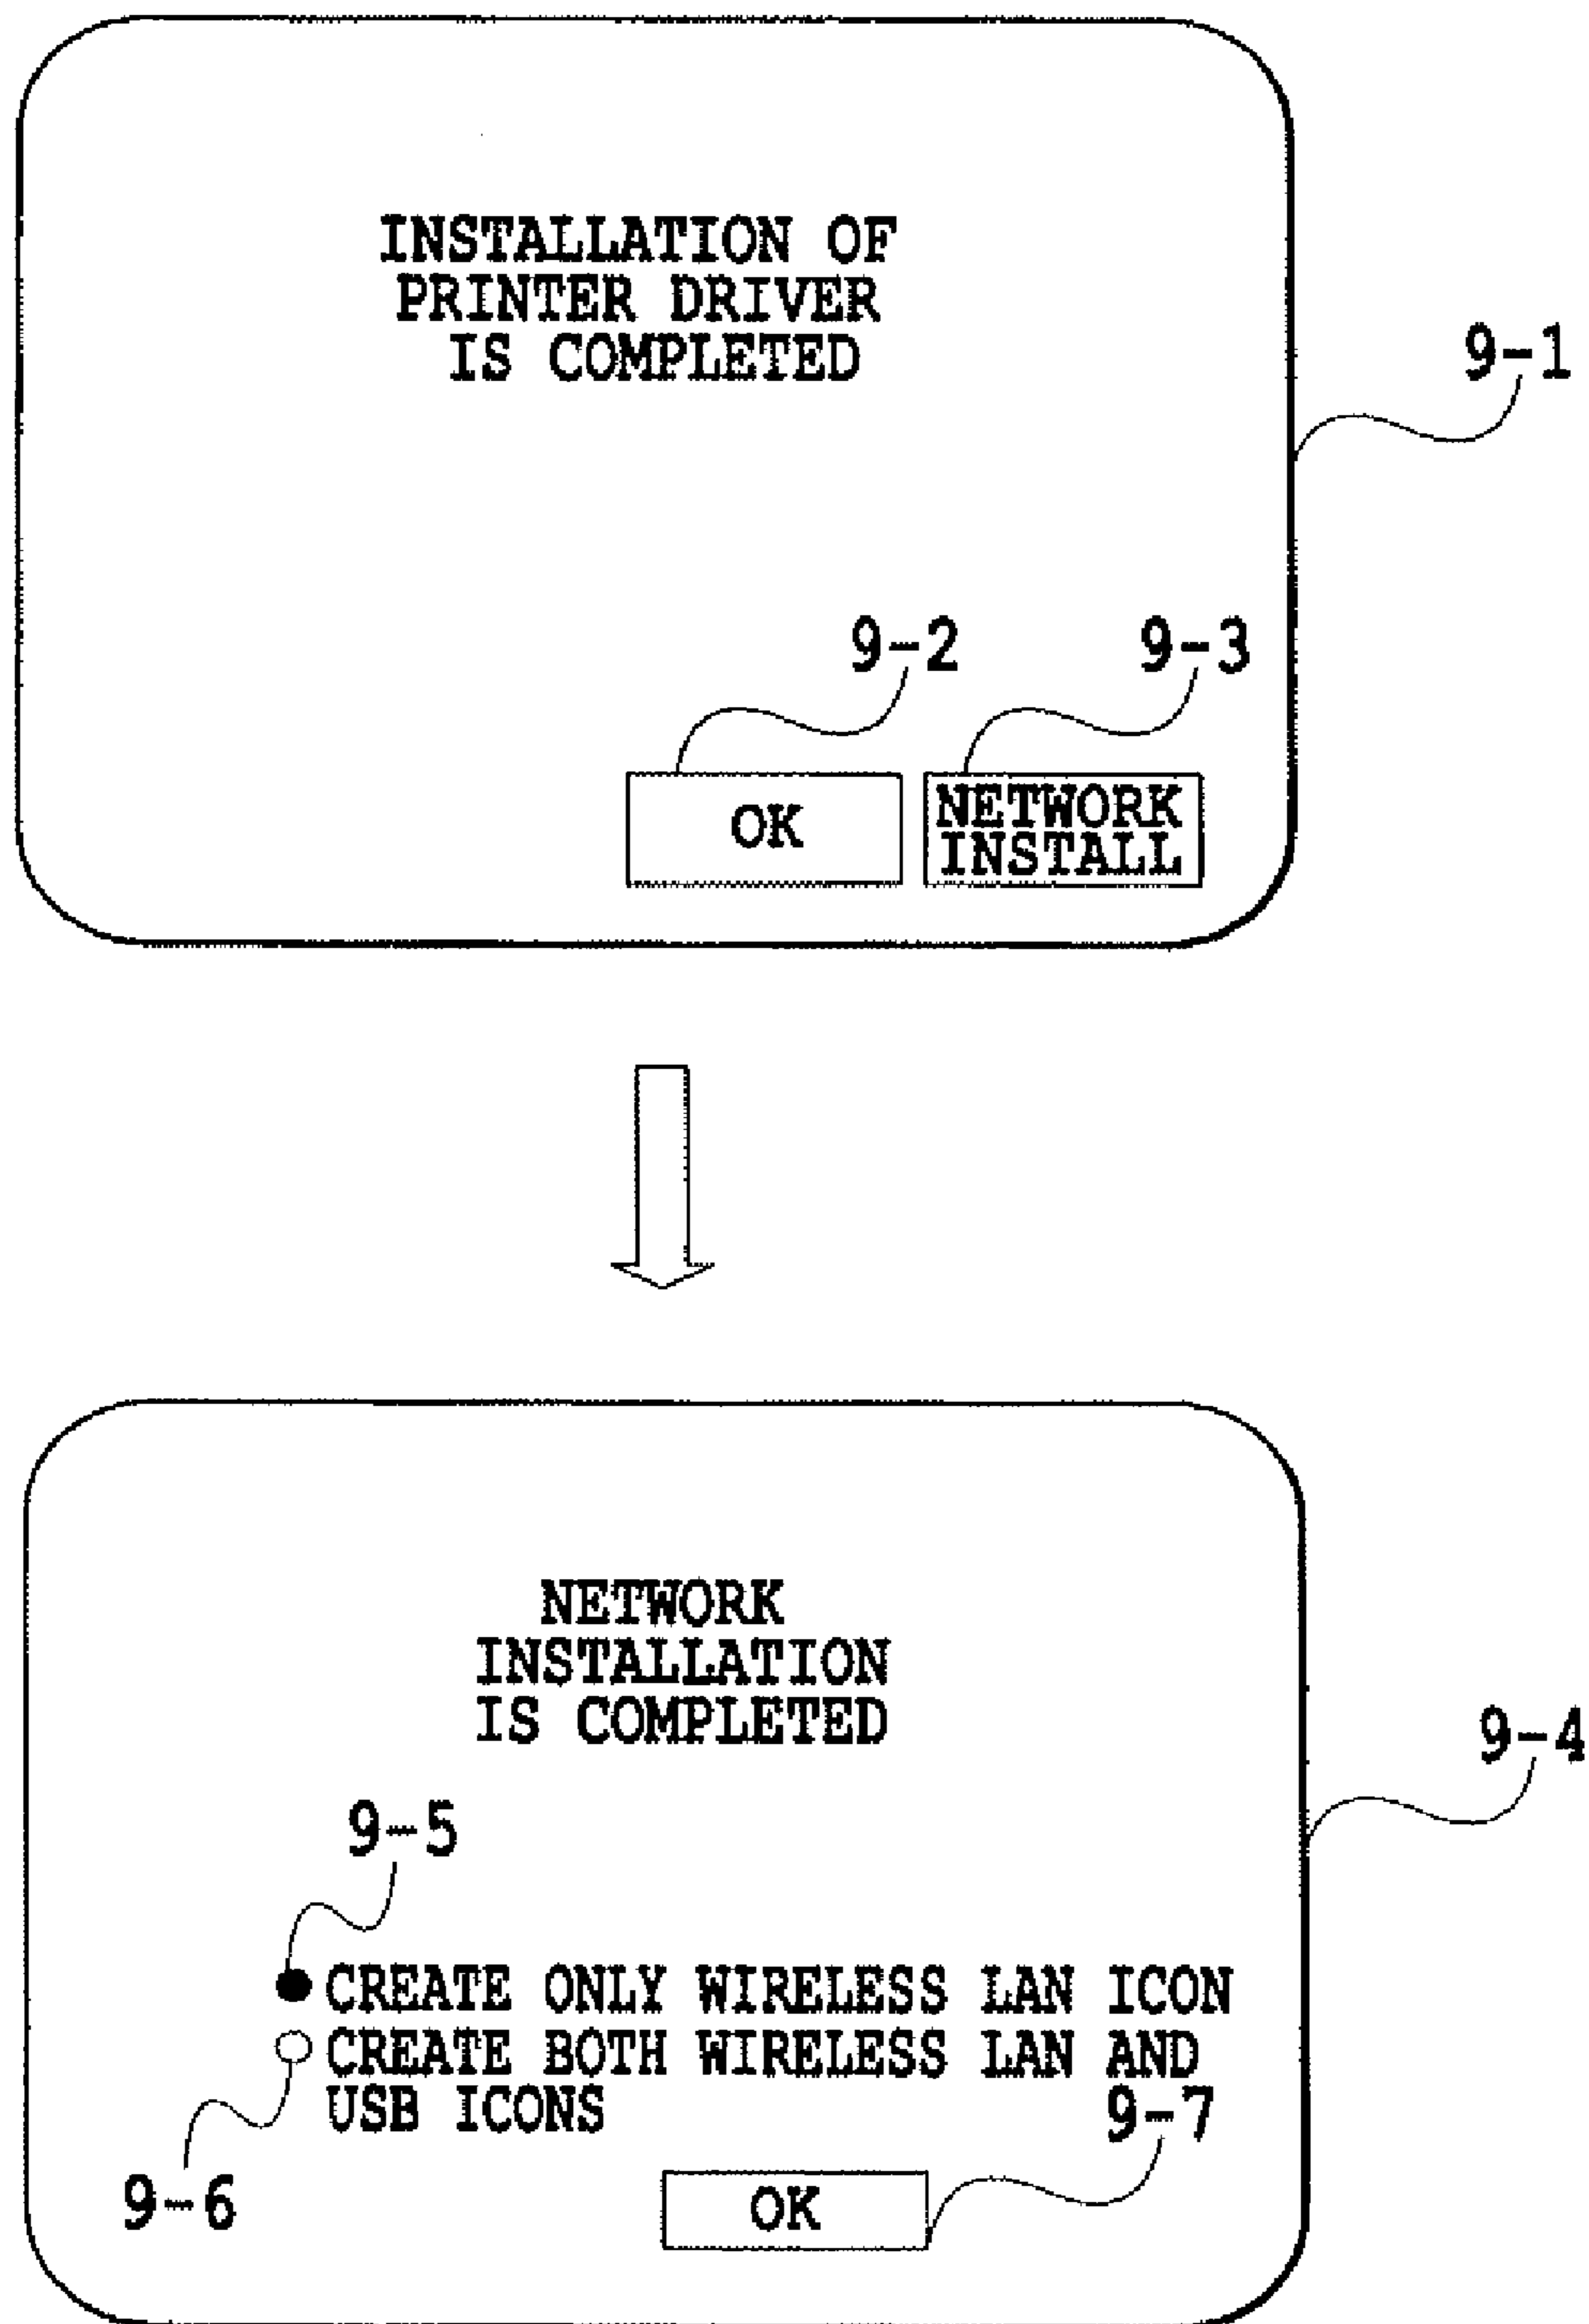 INSTALLATION OF
PRINTER DRIVER
IS COMPLETED
9-1
9-2
9-3
OK
NETWORK
INSTALL
NETWORK
INSTALLATION
IS COMPLETED
9-4
9-5
CREATE ONLY WIRELESS LAN ICON
CREATE BOTH WIRELESS LAN AND
USB ICONS
9-7
9-6
OK